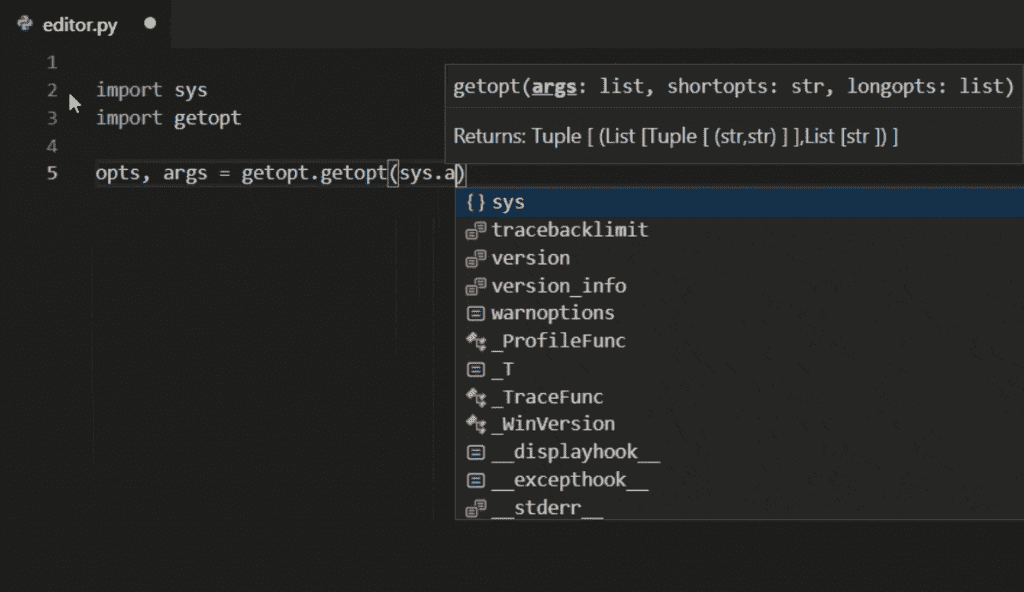 editor.py
1
2 import sys
3 import getopt
4
5 opts, args = getopt.getopt(sys.a)
getopt(args: list, shortopts: str, longopts: list)
Returns: Tuple [ (List [Tuple [ (str,str) ] ],List [str ]) ]
{} sys
tracebacklimit
version
version_info
warnoptions
_ProfileFunc
_T
_TraceFunc
_WinVersion
__displayhook__
__excepthook__
__stderr__